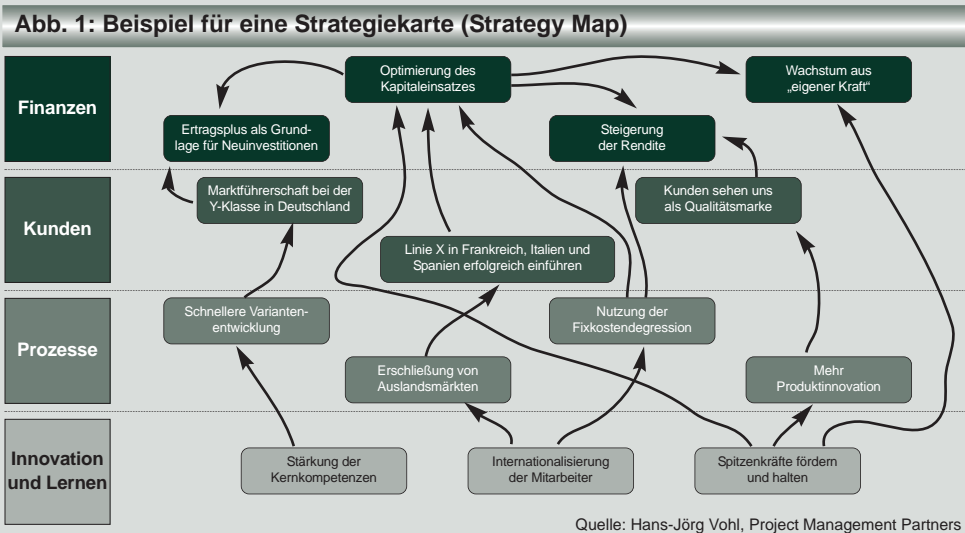 Abb. 1: Beispiel für eine Strategiekarte (Strategy Map)
Finanzen
Optimierung des
Kapitaleinsatzes
Wachstum aus
„eigener Kraft“
Ertragsplus als Grund-
lage für Neuinvestitionen
Steigerung
der Rendite
Kunden
Marktführerschaft bei der
Y-Klasse in Deutschland
Kunden sehen uns
als Qualitätsmarke
Linie X in Frankreich, Italien und
Spanien erfolgreich einführen
Prozesse
Schnellere Varianten-
entwicklung
Nutzung der
Fixkostendegression
Erschließung von
Auslandsmärkten
Mehr
Produktinnovation
Innovation
und Lernen
Stärkung der
Kernkompetenzen
Internationalisierung
der Mitarbeiter
Spitzenkräfte fördern
und halten
Quelle: Hans-Jörg Vohl, Project Management Partners